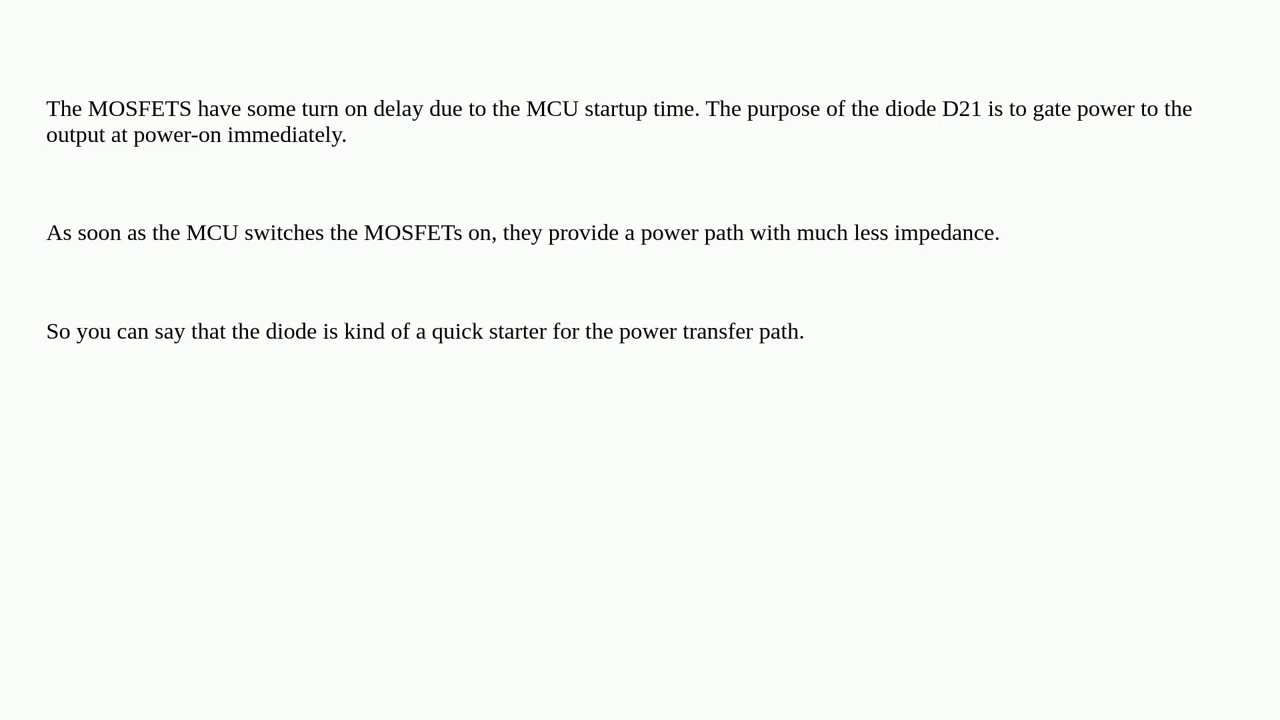 The MOSFETS have some turn on delay due to the MCU startup time. The purpose of the diode D21 is to gate power to the
output at power-on immediately.
As soon as the MCU switches the MOSFETs on, they provide a power path with much less impedance.
So you can say that the diode is kind of a quick starter for the power transfer path.